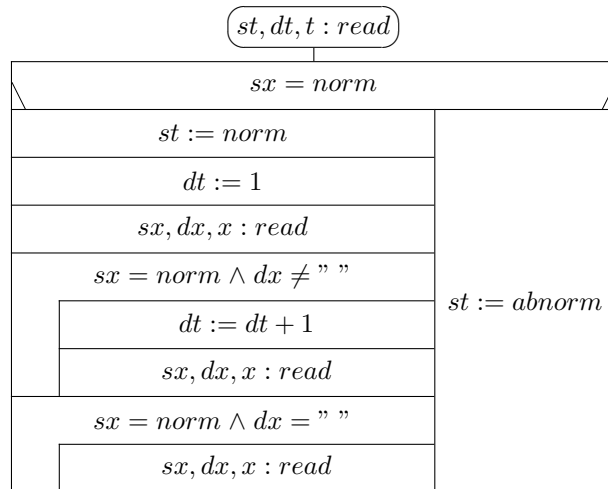 st, dt, t : read
sx = norm
st := norm
dt := 1
sx, dx, x : read
sx = norm ∧ dx ≠ ” ”
dt := dt + 1
sx, dx, x : read
sx = norm ∧ dx = ” ”
sx, dx, x : read
st := abnorm